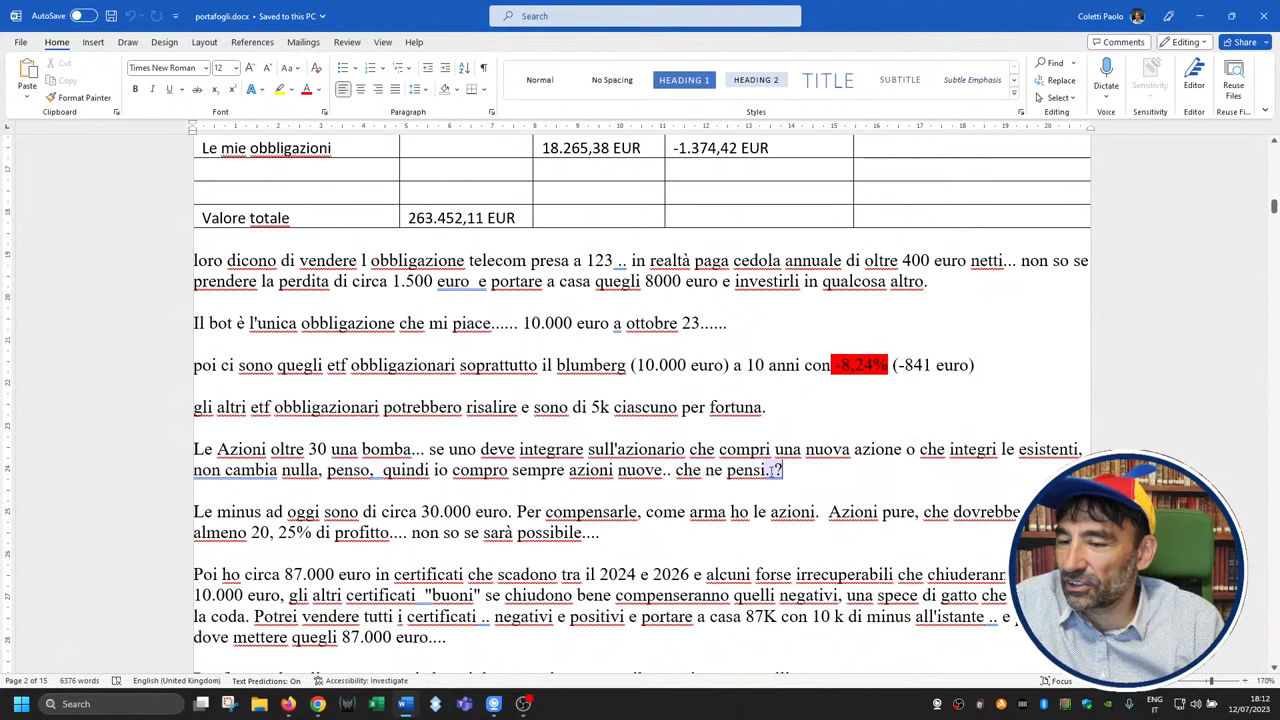 AutoSave Off
portafogli.docx • Saved to this PC
Search
Coletti Paolo
File Home Insert Draw Design Layout References Mailings Review View Help
Comments Editing Share
Paste
Cut
Copy
Format Painter
Clipboard
Times New Roman 12
Font
Paragraph
Normal
No Spacing
HEADING 1
HEADING 2
TITLE
SUBTITLE
Subtle Emphasis
Styles
Find
Replace
Select
Editing
Dictate
Voice
Sensitivity
Sensitivity
Editor
Editor
Reuse Files
Reuse Fi...
Le mie obbligazioni 18.265,38 EUR -1.374,42 EUR
Valore totale 263.452,11 EUR
loro dicono di vendere l obbligazione telecom presa a 123 .. in realtà paga cedola annuale di oltre 400 euro netti... non so se
prendere la perdita di circa 1.500 euro e portare a casa quegli 8000 euro e investirli in qualcosa altro.
Il bot è l'unica obbligazione che mi piace...... 10.000 euro a ottobre 23......
poi ci sono quegli etf obbligazionari soprattutto il blumberg (10.000 euro) a 10 anni con -8,24% (-841 euro)
gli altri etf obbligazionari potrebbero risalire e sono di 5k ciascuno per fortuna.
Le Azioni oltre 30 una bomba... se uno deve integrare sull'azionario che compri una nuova azione o che integri le esistenti,
non cambia nulla, penso, quindi io compro sempre azioni nuove.. che ne pensi..?
Le minus ad oggi sono di circa 30.000 euro. Per compensarle, come arma ho le azioni. Azioni pure, che dovrebbe
almeno 20, 25% di profitto.... non so se sarà possibile....
Poi ho circa 87.000 euro in certificati che scadono tra il 2024 e 2026 e alcuni forse irrecuperabili che chiuderanr
10.000 euro, gli altri certificati "buoni" se chiudono bene compenseranno quelli negativi, una spece di gatto che
la coda. Potrei vendere tutti i certificati .. negativi e positivi e portare a casa 87K con 10 k di minus all'istante .. e p
dove mettere quegli 87.000 euro....
Page 2 of 15 6376 words English (United Kingdom) Text Predictions: On Accessibility: Investigate
Focus
170%
Search
ENG
IT
18:12
12/07/2023